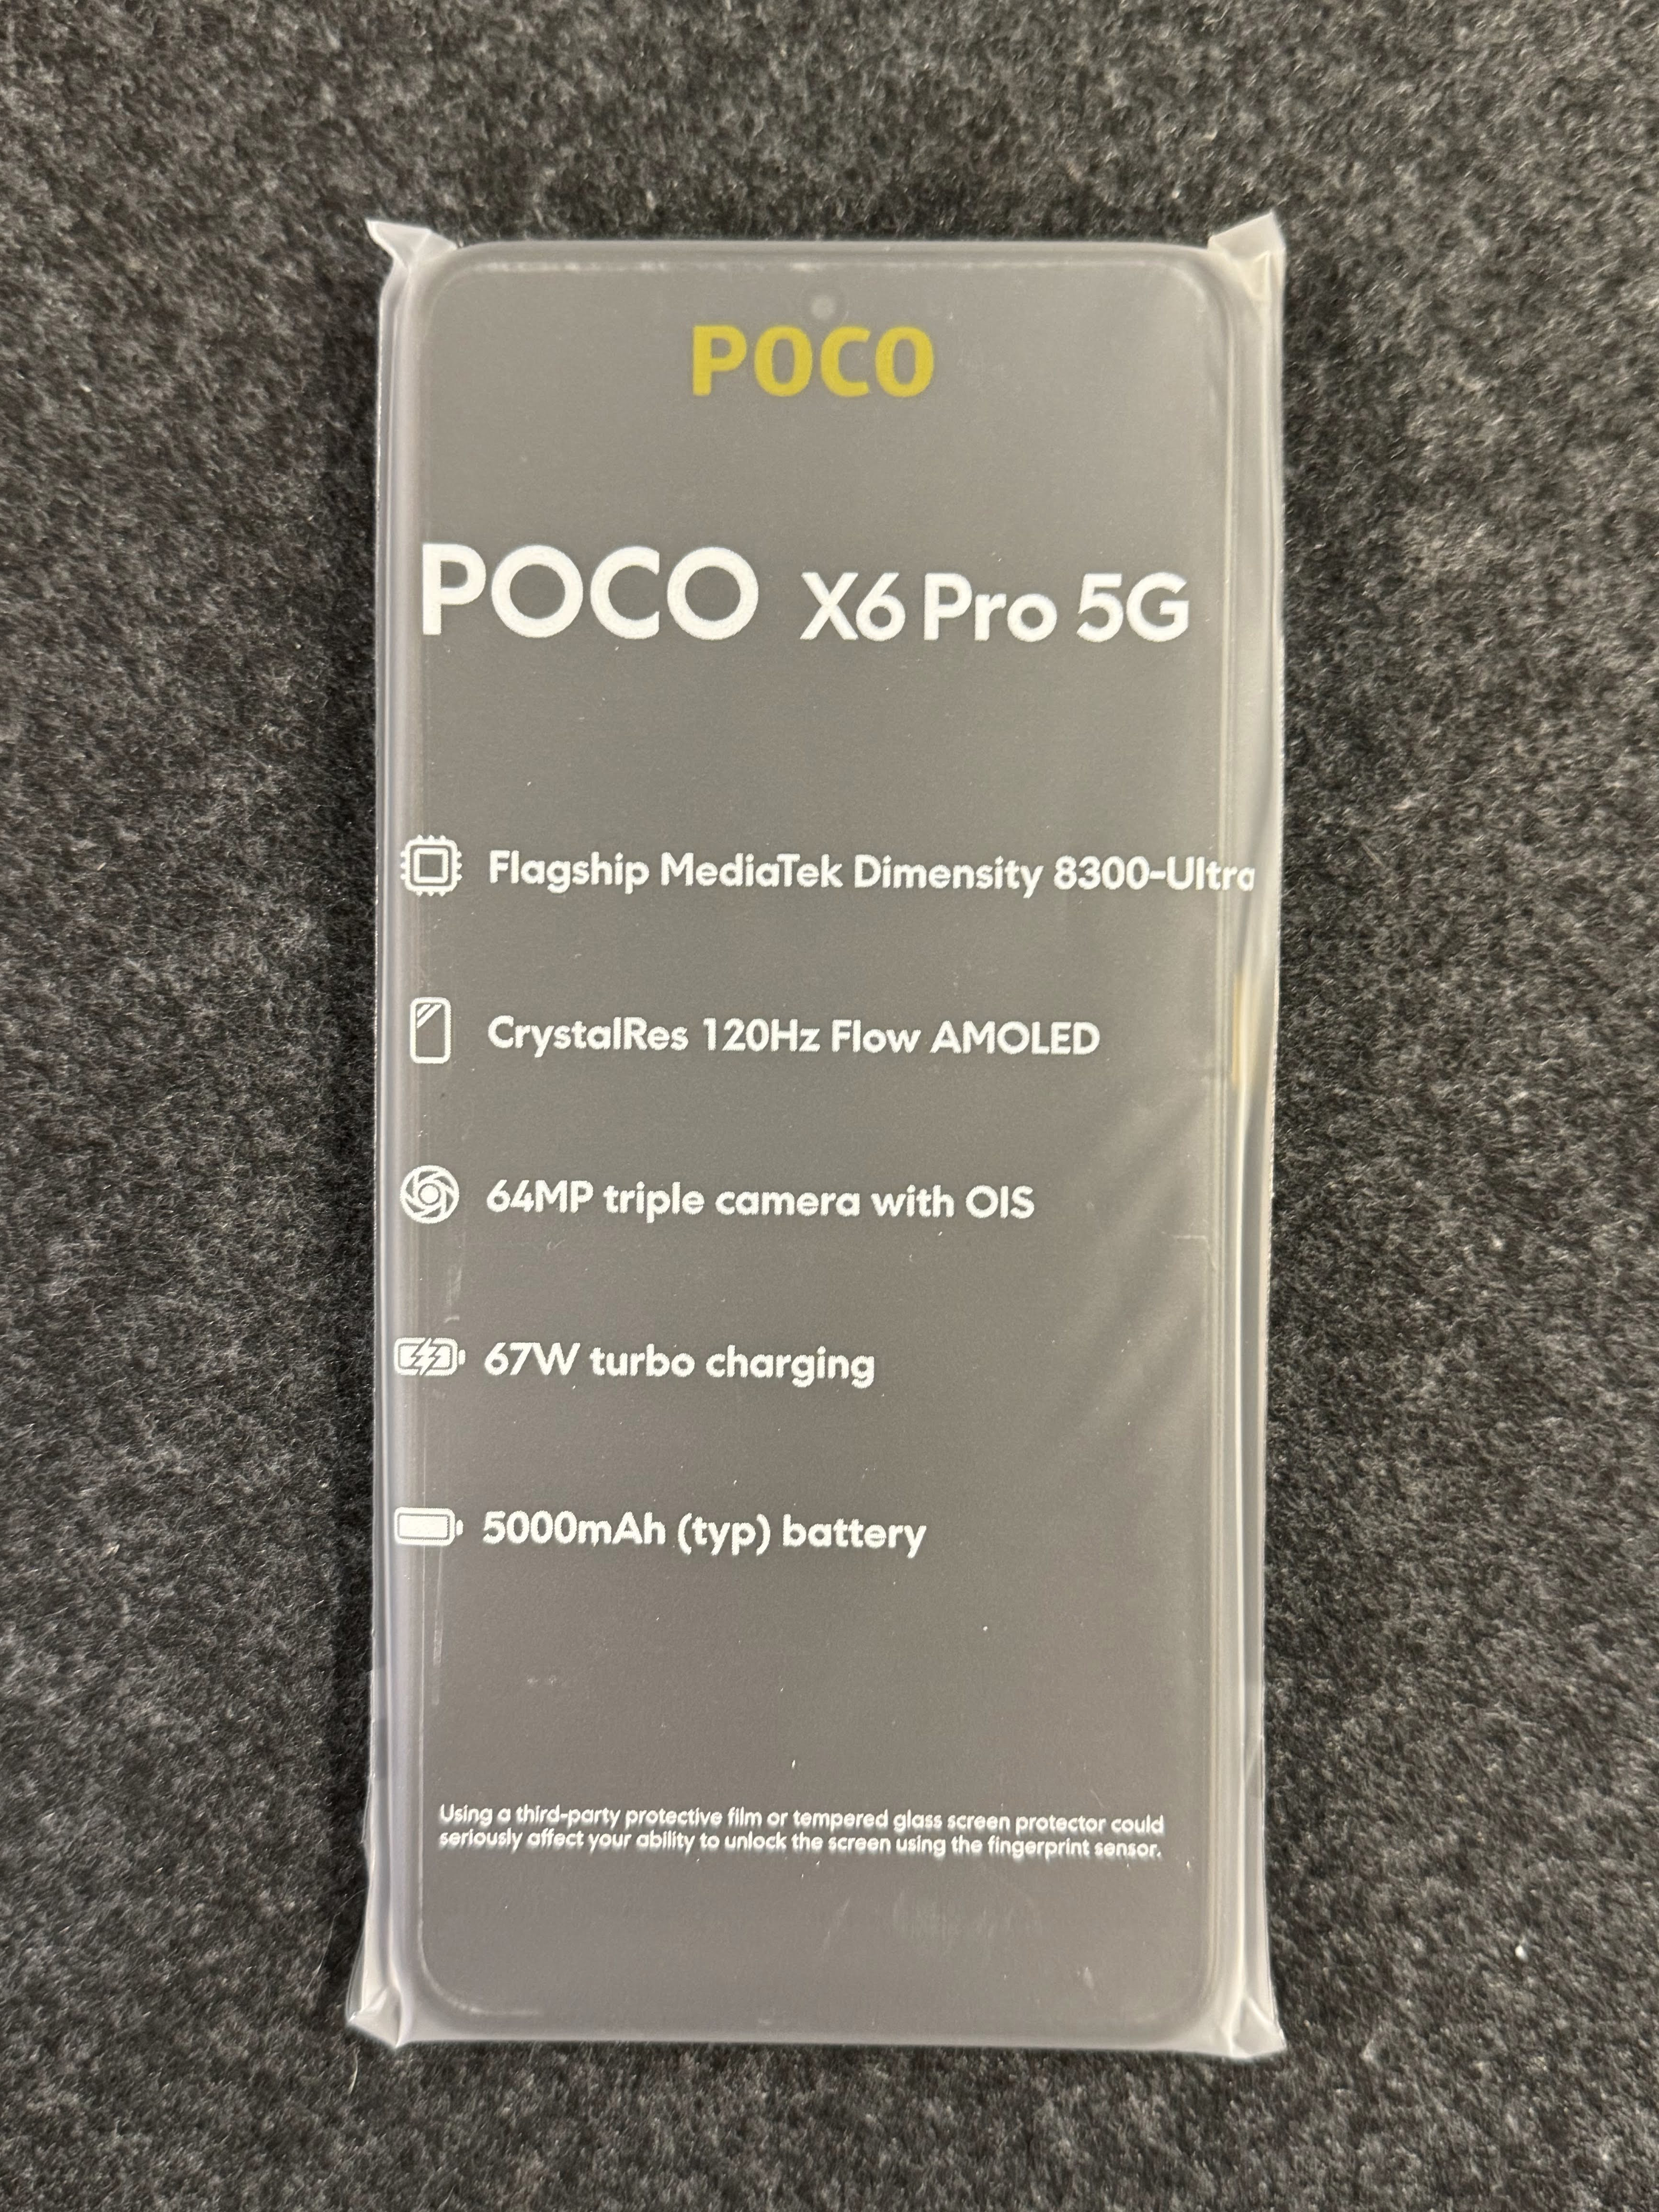 POCO
POCO X6 Pro 5G
Flagship MediaTek Dimensity 8300-Ultra
CrystalRes 120Hz Flow AMOLED
64MP triple camera with OIS
67W turbo charging
5000mAh (typ) battery
Using a third-party protective film or tempered glass screen protector could
seriously affect your ability to unlock the screen using the fingerprint sensor.